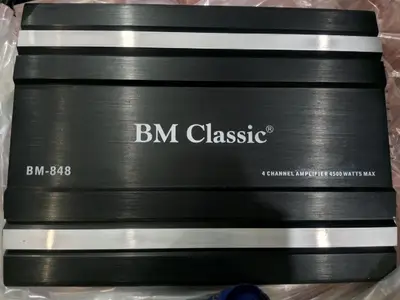 BM Classic®
BM-848
4 CHANNEL AMPLIFIER 4500 WATTS MAX